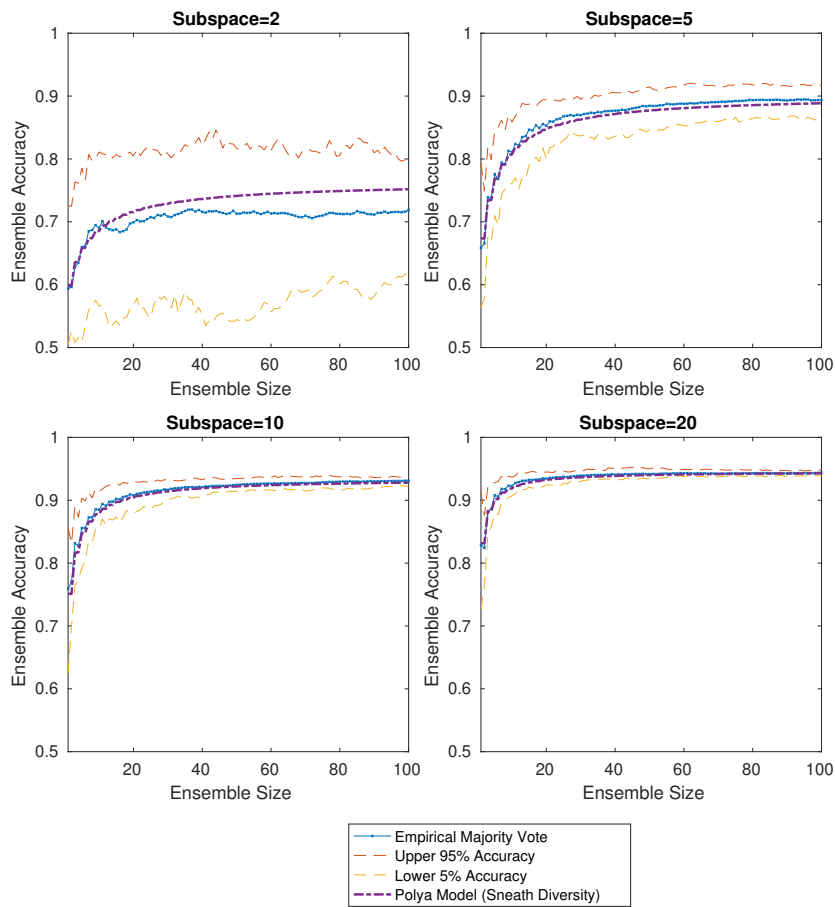 Subspace=2
1
0.9
0.8
0.7
0.6
0.5
Ensemble Accuracy
20 40 60 80 100
Ensemble Size
Subspace=5
1
0.9
0.8
0.7
0.6
0.5
Ensemble Accuracy
20 40 60 80 100
Ensemble Size
Subspace=10
1
0.9
0.8
0.7
0.6
0.5
Ensemble Accuracy
20 40 60 80 100
Ensemble Size
Subspace=20
1
0.9
0.8
0.7
0.6
0.5
Ensemble Accuracy
20 40 60 80 100
Ensemble Size
Empirical Majority Vote
Upper 95% Accuracy
Lower 5% Accuracy
Polya Model (Sneath Diversity)